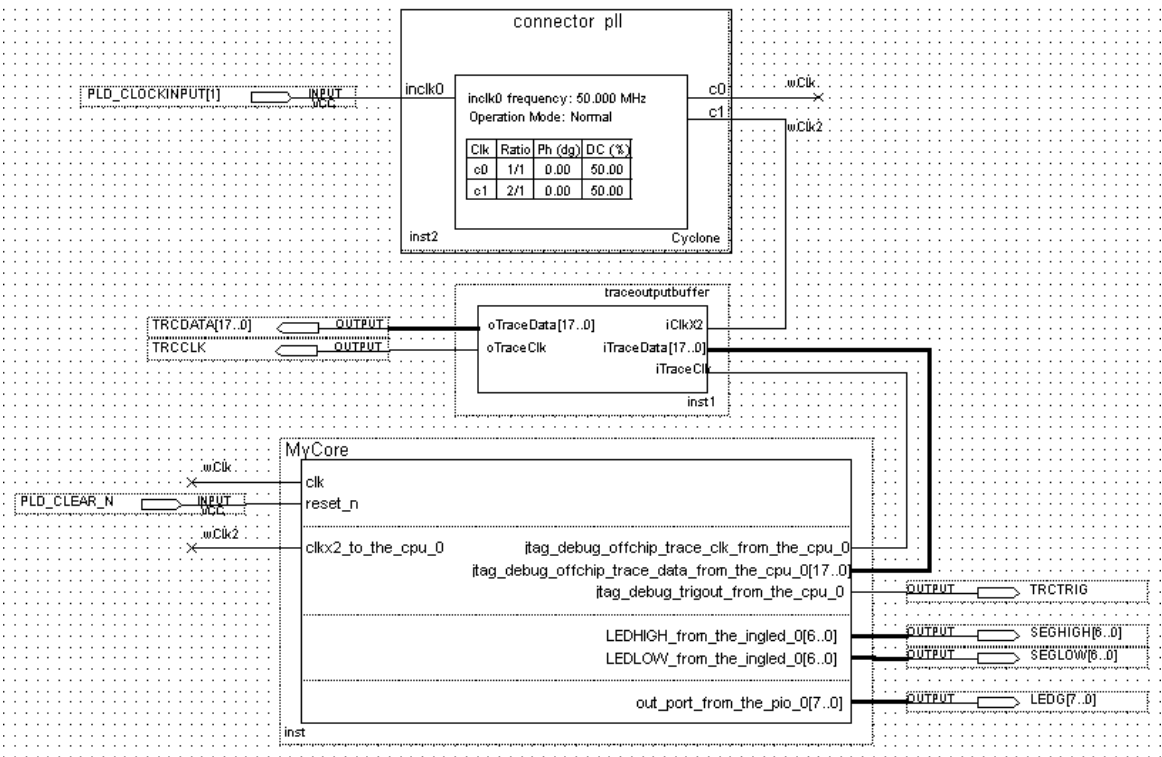 connector pll
PLD_CLOCKINPUT[1]
INPUT
VCC
inclk0
c0
c1
wClk
wClk2
inclk0 frequency: 50.000 MHz
Operation Mode: Normal
Clk Ratio Ph (dg) DC (%)
c0 1/1 0.00 50.00
c1 2/1 0.00 50.00
inst2
Cyclone
traceoutputbuffer
TRCDATA[17..0] OUTPUT
oTraceData[17..0]
iClkX2
TRCCLK OUTPUT
oTraceClk
iTraceData[17..0]
iTraceClk
inst1
MyCore
wClk
clk
PLD_CLEAR_N
INPUT
VCC
reset_n
wClk2
clkx2_to_the_cpu_0
jtag_debug_offchip_trace_clk_from_the_cpu_0
jtag_debug_offchip_trace_data_from_the_cpu_0[17..0]
jtag_debug_trigout_from_the_cpu_0
OUTPUT TRCTRIG
LEDHIGH_from_the_ingled_0[6..0]
OUTPUT SEGHIGH[6..0]
LEDLOW_from_the_ingled_0[6..0]
OUTPUT SEGLOW[6..0]
out_port_from_the_pio_0[7..0]
OUTPUT LEDG[7..0]
inst